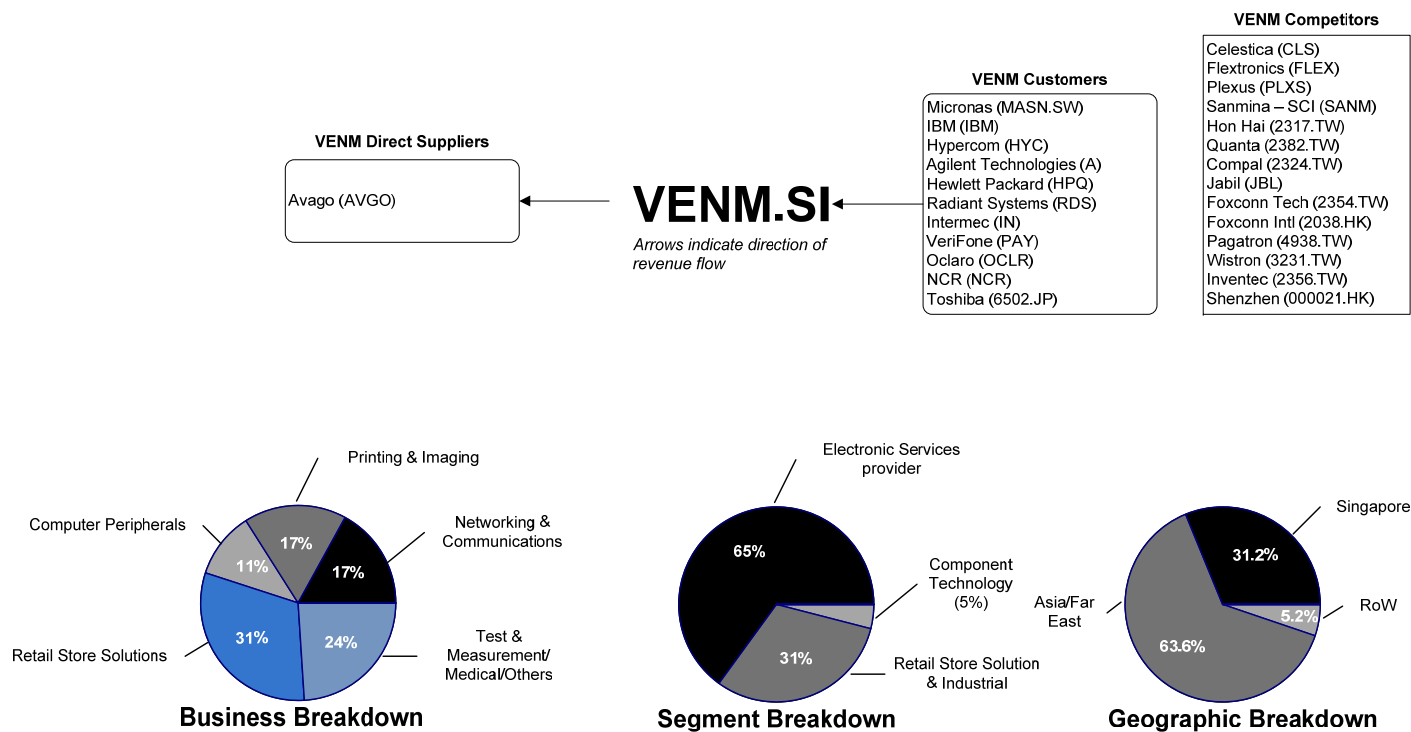 VENM Competitors
Celestica (CLS)
Flextronics (FLEX)
Plexus (PLXS)
Sanmina – SCI (SANM)
Hon Hai (2317.TW)
Quanta (2382.TW)
Compal (2324.TW)
Jabil (JBL)
Foxconn Tech (2354.TW)
Foxconn Intl (2038.HK)
Pagatron (4938.TW)
Wistron (3231.TW)
Inventec (2356.TW)
Shenzhen (000021.HK)
VENM Customers
Micronas (MASN.SW)
IBM (IBM)
Hypercom (HYC)
Agilent Technologies (A)
Hewlett Packard (HPQ)
Radiant Systems (RDS)
Intermec (IN)
VeriFone (PAY)
Oclaro (OCLR)
NCR (NCR)
Toshiba (6502.JP)
VENM Direct Suppliers
Avago (AVGO)
VENM.SI
Arrows indicate direction of
revenue flow
Printing & Imaging
Computer Peripherals
Networking &
Communications
17%
11%
17%
31%
24%
Retail Store Solutions
Test &
Measurement/
Medical/Others
Business Breakdown
Electronic Services
provider
65%
Component
Technology
(5%)
31%
Retail Store Solution
& Industrial
Segment Breakdown
Singapore
31.2%
Asia/Far
East
RoW
5.2%
63.6%
Geographic Breakdown